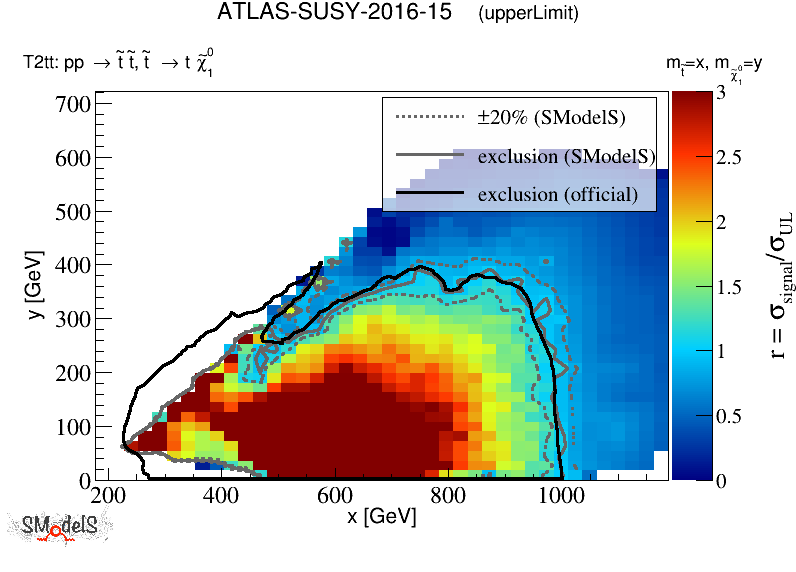 ATLAS-SUSY-2016-15 (upperLimit)
T2tt: pp → t̃ t̃, t̃ → t χ̃⁰₁
m_t̃=x, m_χ̃⁰₁=y
±20% (SModelS)
exclusion (SModelS)
exclusion (official)
700
600
500
400
300
200
100
0
y [GeV]
200 400 600 800 1000
x [GeV]
3
2.5
2
1.5
1
0.5
0
r = σ_signal/σ_UL
SModelS